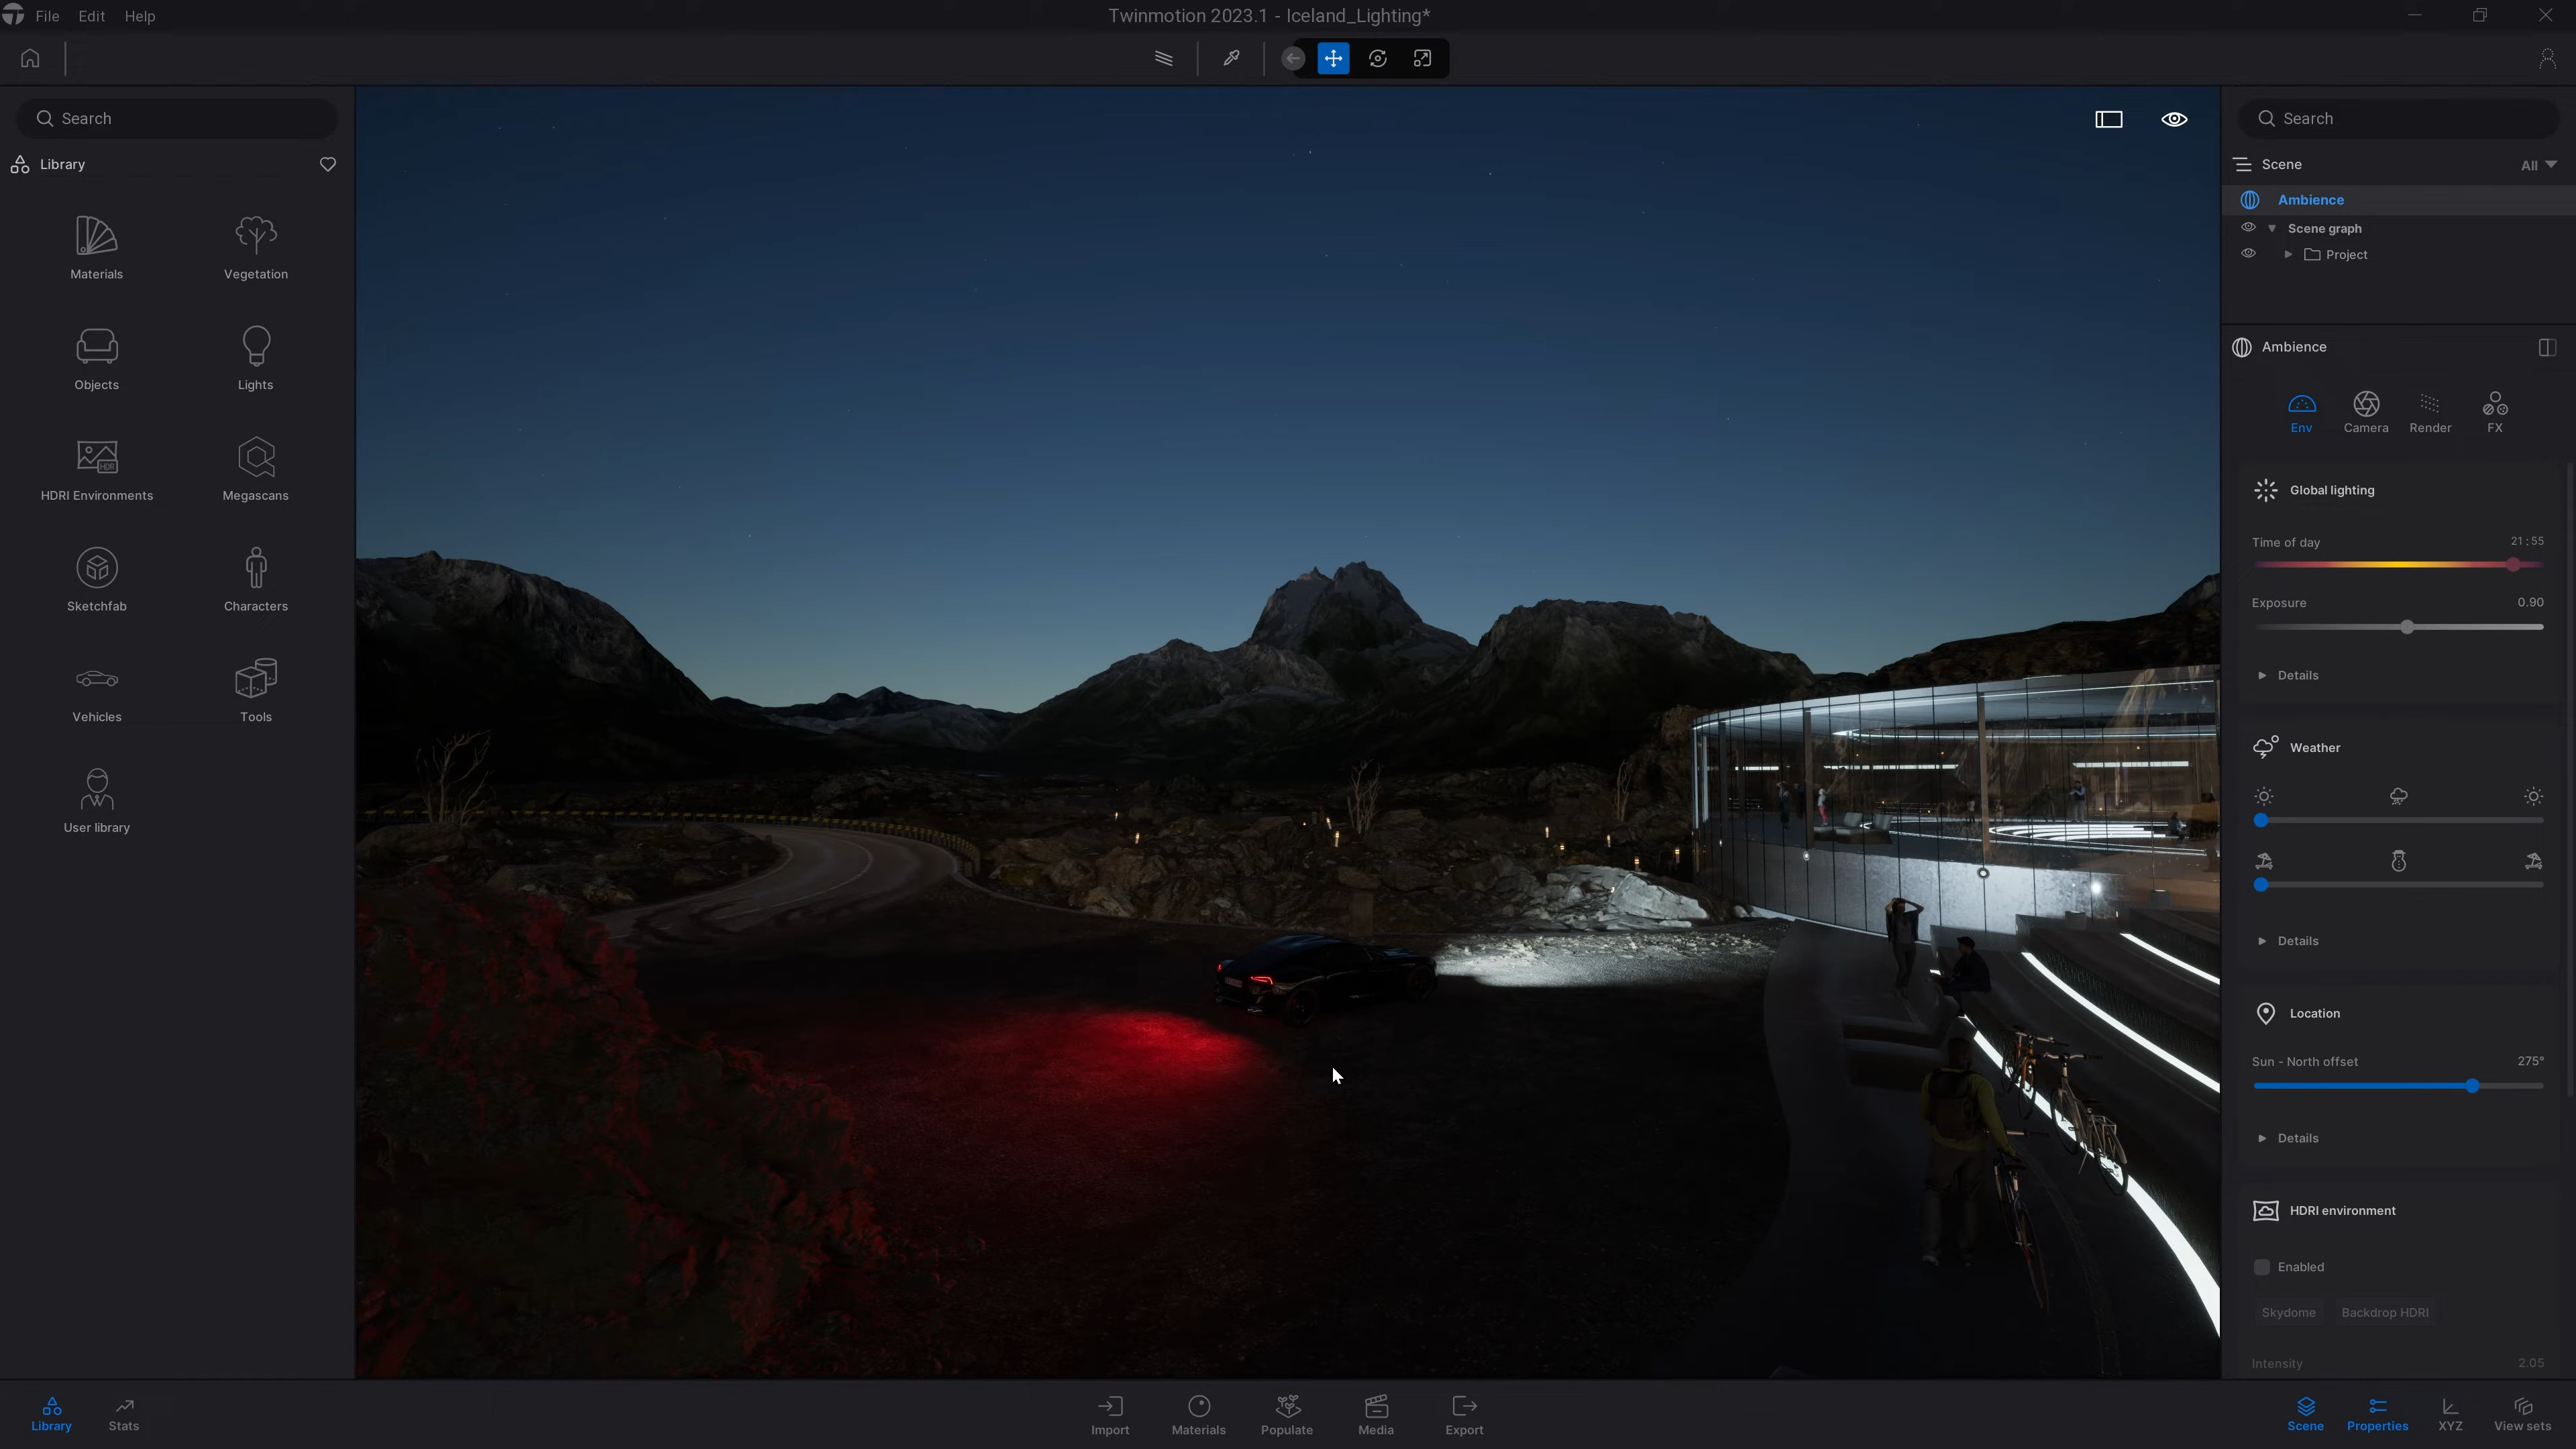 File Edit Help
Twinmotion 2023.1 - Iceland_Lighting*
Search
Library
Materials
Vegetation
Objects
Lights
HDR
HDRI Environments
Megascans
Sketchfab
Characters
Vehicles
Tools
User library
Search
Scene
All
Ambience
Scene graph
Project
Ambience
Env
Camera
Render
FX
Global lighting
Time of day 21:55
Exposure 0.90
Details
Weather
Details
Location
Sun - North offset 275°
Details
HDRI environment
Enabled
Skydome
Backdrop HDRI
Intensity 2.05
Library
Stats
Import
Materials
Populate
Media
Export
Scene
Properties
XYZ
View sets